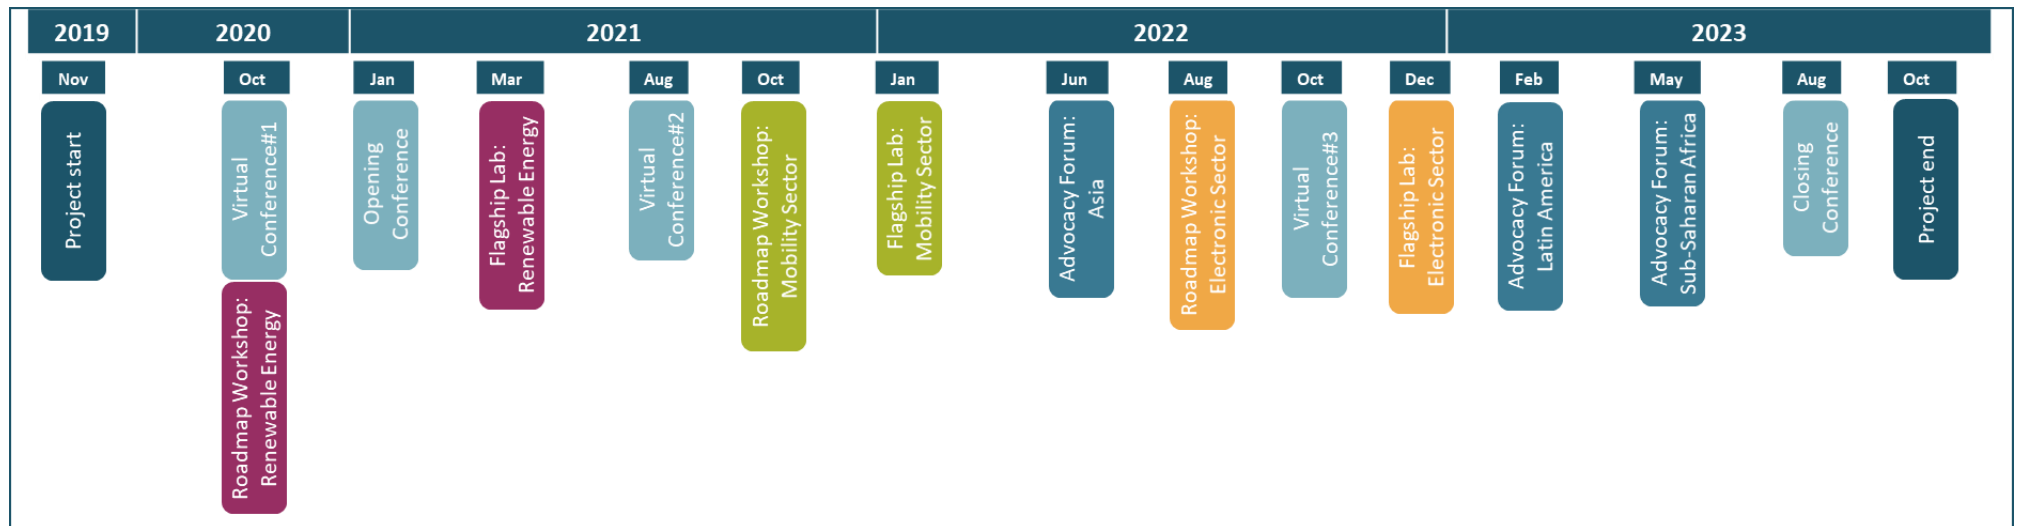 2019
2020
2021
2022
2023
Nov
Oct
Jan
Mar
Aug
Oct
Jan
Jun
Aug
Oct
Dec
Feb
May
Aug
Oct
Project start
Virtual
Conference#1
Roadmap Workshop:
Renewable Energy
Opening
Conference
Flagship Lab:
Renewable Energy
Virtual
Conference#2
Roadmap Workshop:
Mobility Sector
Flagship Lab:
Mobility Sector
Advocacy Forum:
Asia
Roadmap Workshop:
Electronic Sector
Virtual
Conference#3
Flagship Lab:
Electronic Sector
Advocacy Forum:
Latin America
Advocacy Forum:
Sub-Saharan Africa
Closing
Conference
Project end